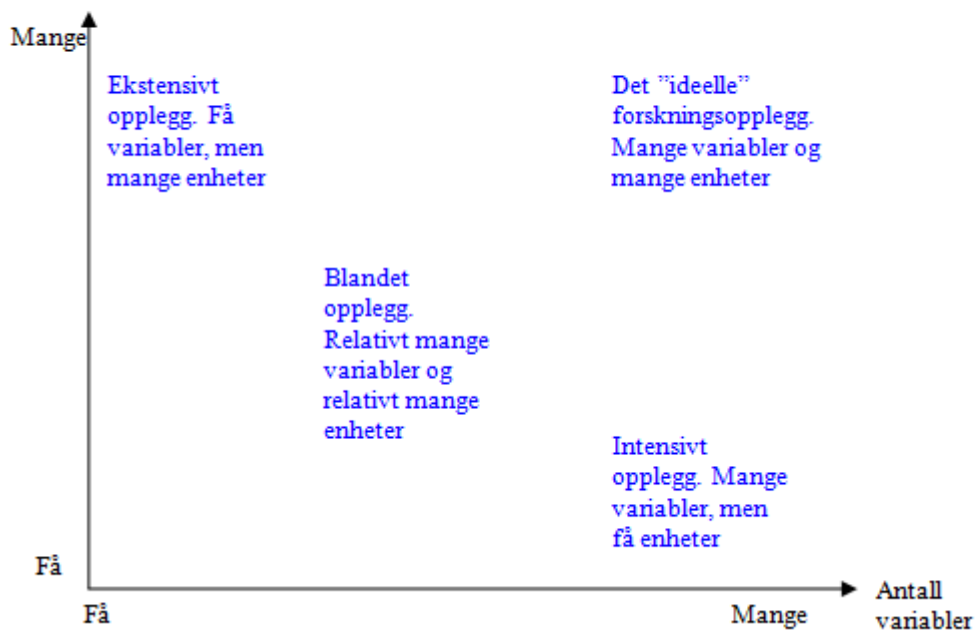 Mange
Ekstensivt
opplegg. Få
variabler, men
mange enheter
Det ”ideelle”
forskningsopplegg.
Mange variabler og
mange enheter
Blandet
opplegg.
Relativt mange
variabler og
relativt mange
enheter
Intensivt
opplegg. Mange
variabler, men
få enheter
Få
Få
Mange
Antall
variabler